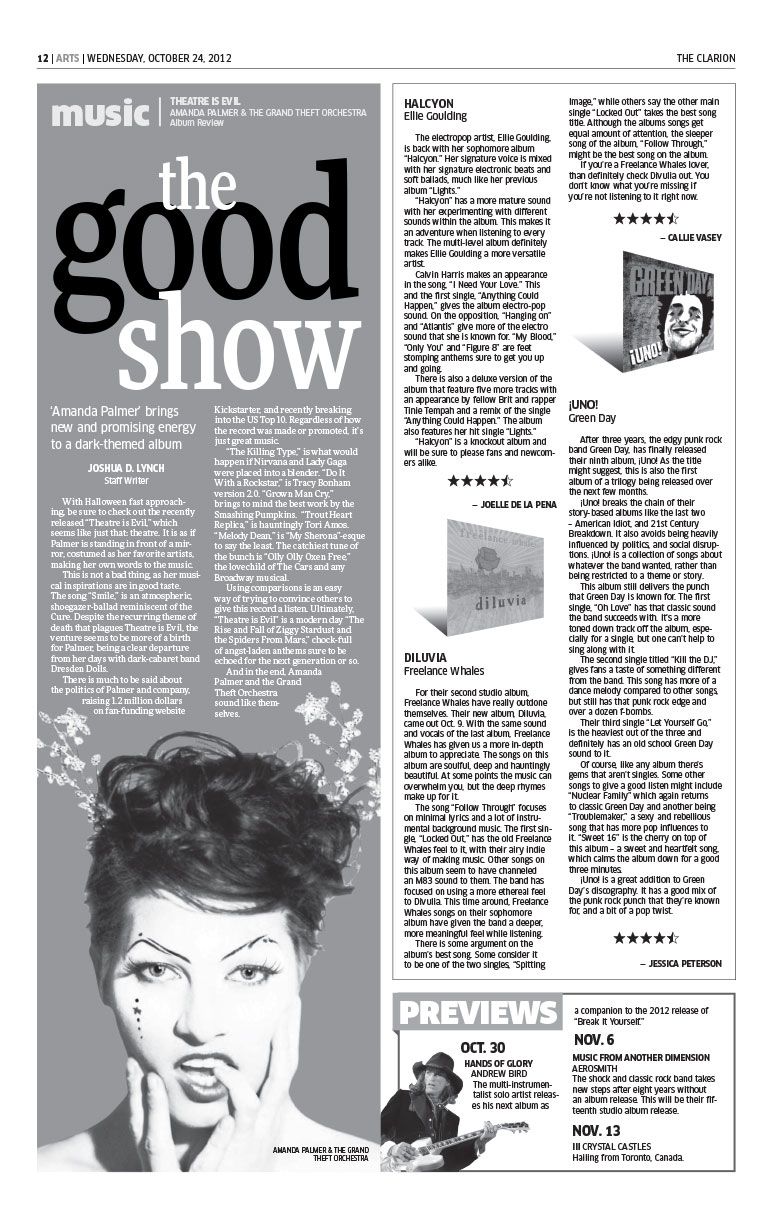 12 | ARTS | WEDNESDAY, OCTOBER 24, 2012
THE CLARION
music
THEATRE IS EVIL
AMANDA PALMER & THE GRAND THEFT ORCHESTRA
Album Review
the
good
show
'Amanda Palmer' brings
new and promising energy
to a dark-themed album
JOSHUA D. LYNCH
Staff Writer
With Halloween fast approach-
ing, be sure to check out the recently
released "Theatre is Evil," which
seems like just that: theatre. It is as if
Palmer is standing in front of a mir-
ror, costumed as her favorite artists,
making her own words to the music.
This is not a bad thing, as her musi-
cal inspirations are in good taste.
The song "Smile," is an atmospheric,
shoegazer-ballad reminiscent of the
Cure. Despite the recurring theme of
death that plagues Theatre is Evil, the
venture seems to be more of a birth
for Palmer, being a clear departure
from her days with dark-cabaret band
Dresden Dolls.
There is much to be said about
the politics of Palmer and company,
raising 1.2 million dollars
on fan-funding website
Kickstarter, and recently breaking
into the US Top 10. Regardless of how
the record was made or promoted, it's
just great music.
"The Killing Type," is what would
happen if Nirvana and Lady Gaga
were placed into a blender. "Do It
With a Rockstar," is Tracy Bonham
version 2.0. "Grown Man Cry,"
brings to mind the best work by the
Smashing Pumpkins. "Trout Heart
Replica," is hauntingly Tori Amos.
"Melody Dean," is "My Sherona"-esque
to say the least. The catchiest tune of
the bunch is "Olly Olly Oxen Free,"
the lovechild of The Cars and any
Broadway musical.
Using comparisons is an easy
way of trying to convince others to
give this record a listen. Ultimately,
"Theatre is Evil" is a modern day "The
Rise and Fall of Ziggy Stardust and
the Spiders From Mars," chock-full
of angst-laden anthems sure to be
echoed for the next generation or so.
And in the end, Amanda
Palmer and the Grand
Theft Orchestra
sound like them-
selves.
AMANDA PALMER & THE GRAND
THEFT ORCHESTRA
HALCYON
Ellie Goulding
The electropop artist, Ellie Goulding,
is back with her sophomore album
"Halcyon." Her signature voice is mixed
with her signature electronic beats and
soft ballads, much like her previous
album "Lights."
"Halcyon" has a more mature sound
with her experimenting with different
sounds within the album. This makes it
an adventure when listening to every
track. The multi-level album definitely
makes Ellie Goulding a more versatile
artist.
Calvin Harris makes an appearance
in the song, "I Need Your Love." This
and the first single, "Anything Could
Happen," gives the album electro-pop
sound. On the opposition, "Hanging on"
and "Atlantis" give more of the electro
sound that she is known for. "My Blood,"
"Only You" and "Figure 8" are feet
stomping anthems sure to get you up
and going.
There is also a deluxe version of the
album that feature five more tracks with
an appearance by fellow Brit and rapper
Tinie Tempah and a remix of the single
"Anything Could Happen." The album
also features her hit single "Lights."
"Halcyon" is a knockout album and
will be sure to please fans and newcom-
ers alike.
– JOELLE DE LA PENA
freelance whales
diluvia
DILUVIA
Freelance Whales
For their second studio album,
Freelance Whales have really outdone
themselves. Their new album, Diluvia,
came out Oct. 9. With the same sound
and vocals of the last album, Freelance
Whales has given us a more in-depth
album to appreciate. The songs on this
album are soulful, deep and hauntingly
beautiful. At some points the music can
overwhelm you, but the deep rhymes
make up for it.
The song "Follow Through" focuses
on minimal lyrics and a lot of instru-
mental background music. The first sin-
gle, "Locked Out," has the old Freelance
Whales feel to it, with their airy indie
way of making music. Other songs on
this album seem to have channeled
an M83 sound to them. The band has
focused on using a more ethereal feel
to Divulia. This time around, Freelance
Whales songs on their sophomore
album have given the band a deeper,
more meaningful feel while listening.
There is some argument on the
album's best song. Some consider it
to be one of the two singles, "Spitting
Image," while others say the other main
single "Locked Out" takes the best song
title. Although the albums songs get
equal amount of attention, the sleeper
song of the album, "Follow Through,"
might be the best song on the album.
If you're a Freelance Whales lover,
than definitely check Divulia out. You
don't know what you're missing if
you're not listening to it right now.
– CALLIE VASEY
GREEN DAY
¡UNO!
¡UNO!
Green Day
After three years, the edgy punk rock
band Green Day, has finally released
their ninth album, ¡Uno! As the title
might suggest, this is also the first
album of a trilogy being released over
the next few months.
¡Uno! breaks the chain of their
story-based albums like the last two
– American Idiot, and 21st Century
Breakdown. It also avoids being heavily
influenced by politics, and social disrup-
tions. ¡Uno! is a collection of songs about
whatever the band wanted, rather than
being restricted to a theme or story.
This album still delivers the punch
that Green Day is known for. The first
single, "Oh Love" has that classic sound
the band succeeds with. It's a more
toned down track off the album, espe-
cially for a single, but one can't help to
sing along with it.
The second single titled "Kill the DJ,"
gives fans a taste of something different
from the band. This song has more of a
dance melody compared to other songs,
but still has that punk rock edge and
over a dozen f-bombs.
Their third single "Let Yourself Go,"
is the heaviest out of the three and
definitely has an old school Green Day
sound to it.
Of course, like any album there's
gems that aren't singles. Some other
songs to give a good listen might include
"Nuclear Family" which again returns
to classic Green Day and another being
"Troublemaker," a sexy and rebellious
song that has more pop influences to
it. "Sweet 16" is the cherry on top of
this album – a sweet and heartfelt song,
which calms the album down for a good
three minutes.
¡Uno! is a great addition to Green
Day's discography. It has a good mix of
the punk rock punch that they're known
for, and a bit of a pop twist.
– JESSICA PETERSON
PREVIEWS
OCT. 30
HANDS OF GLORY
ANDREW BIRD
The multi-instrumen-
talist solo artist releas-
es his next album as
a companion to the 2012 release of
"Break It Yourself."
NOV. 6
MUSIC FROM ANOTHER DIMENSION
AEROSMITH
The shock and classic rock band takes
new steps after eight years without
an album release. This will be their fif-
teenth studio album release.
NOV. 13
III CRYSTAL CASTLES
Hailing from Toronto, Canada.